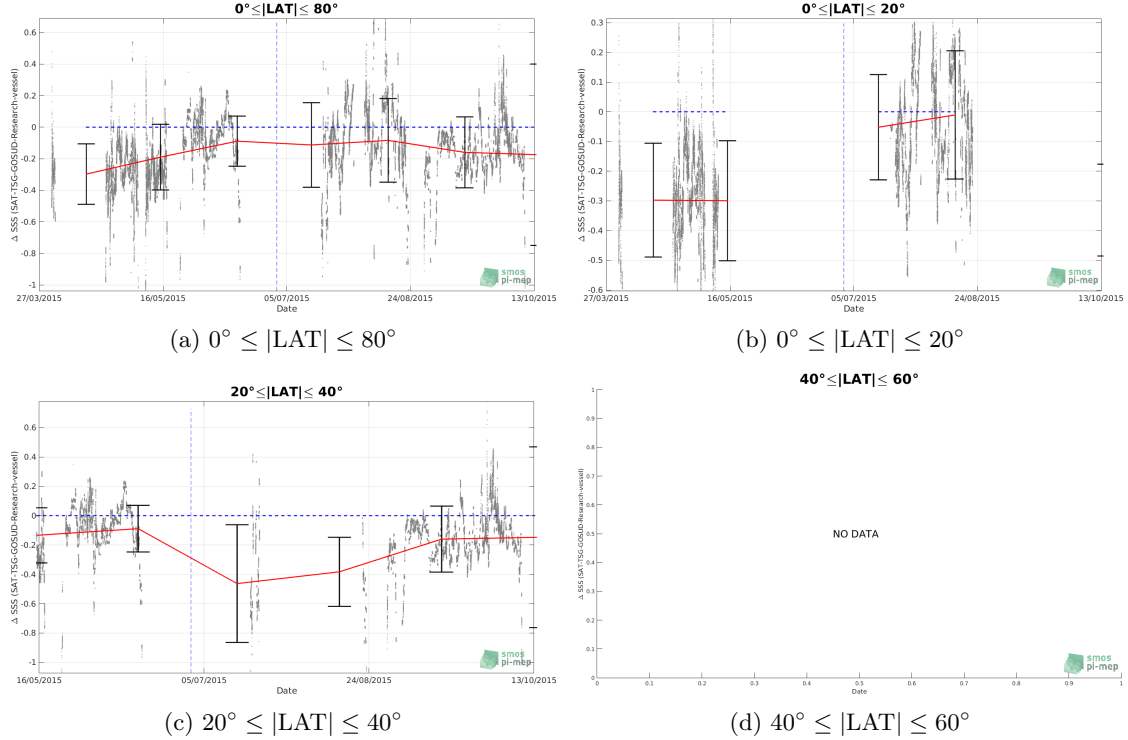 0°≤|LAT|≤ 80°
Δ SSS (SAT-TSG-GOSUD-Research-vessel)
0.6
0.4
0.2
0
-0.2
-0.4
-0.6
-0.8
-1
27/03/2015 16/05/2015 05/07/2015 24/08/2015 13/10/2015
Date
smos
pi-mep
(a) 0° ≤ |LAT| ≤ 80°
0°≤|LAT|≤ 20°
Δ SSS (SAT-TSG-GOSUD-Research-vessel)
0.3
0.2
0.1
0
-0.1
-0.2
-0.3
-0.4
-0.5
-0.6
27/03/2015 16/05/2015 05/07/2015 24/08/2015 13/10/2015
Date
smos
pi-mep
(b) 0° ≤ |LAT| ≤ 20°
20°≤|LAT|≤ 40°
Δ SSS (SAT-TSG-GOSUD-Research-vessel)
0.6
0.4
0.2
0
-0.2
-0.4
-0.6
-0.8
-1
16/05/2015 05/07/2015 24/08/2015 13/10/2015
Date
smos
pi-mep
(c) 20° ≤ |LAT| ≤ 40°
40°≤|LAT|≤ 60°
Δ SSS (SAT-TSG-GOSUD-Research-vessel)
1
0.9
0.8
0.7
0.6
0.5
0.4
0.3
0.2
0.1
0
NO DATA
0 0.1 0.2 0.3 0.4 0.5 0.6 0.7 0.8 0.9 1
Date
smos
pi-mep
(d) 40° ≤ |LAT| ≤ 60°